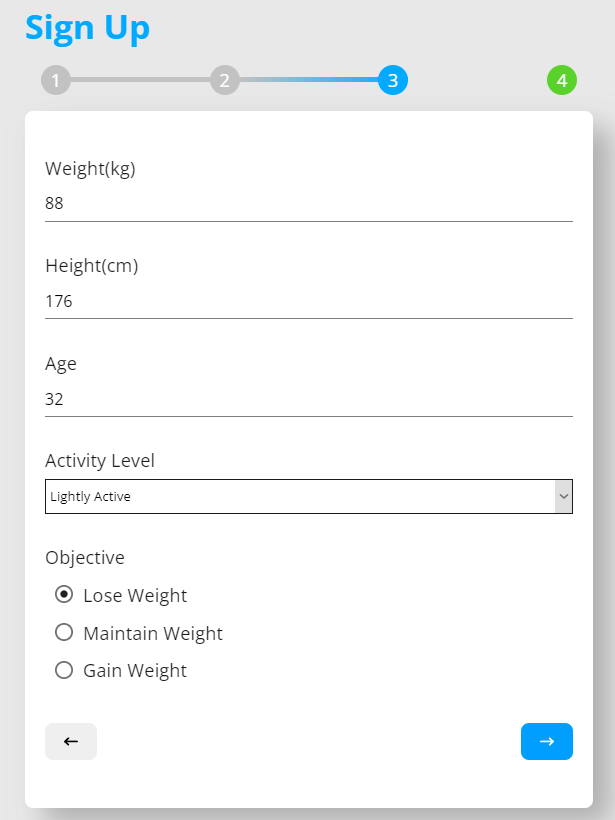 Sign Up
1 2 3 4
Weight(kg)
88
Height(cm)
176
Age
32
Activity Level
Lightly Active
Objective
Lose Weight
Maintain Weight
Gain Weight
← →